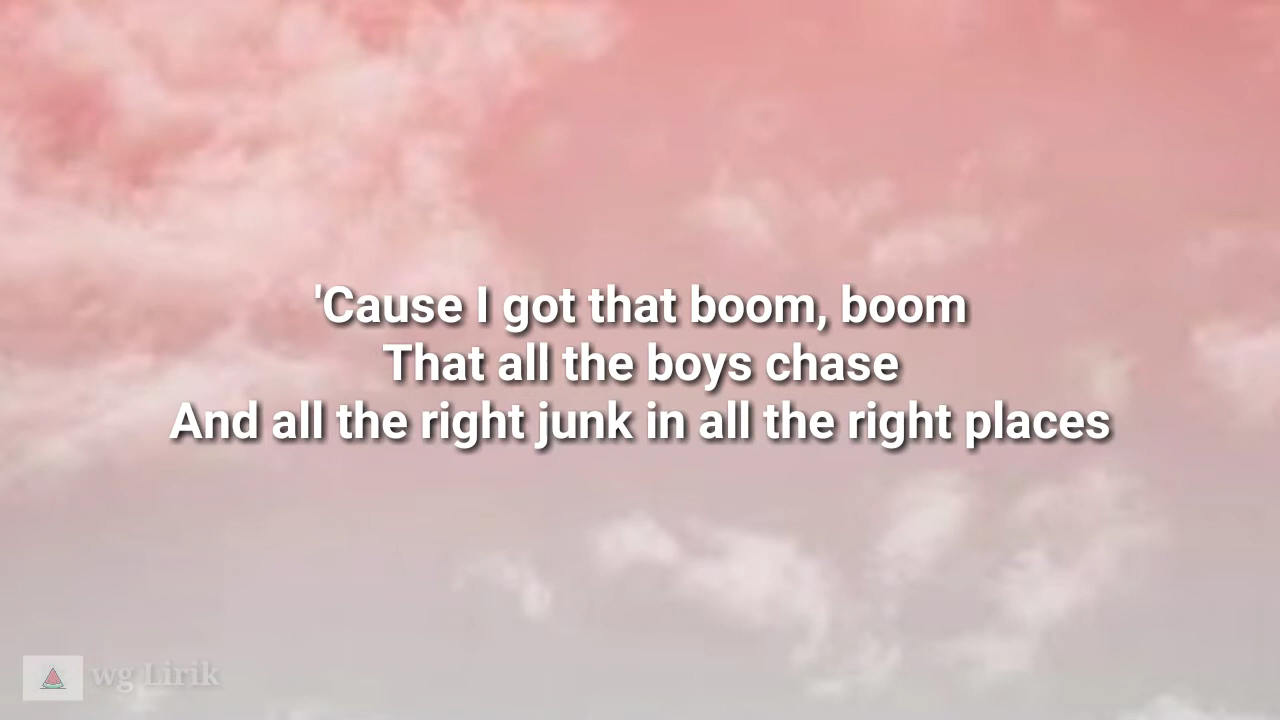 'Cause I got that boom, boom
That all the boys chase
And all the right junk in all the right places
wg Lirik